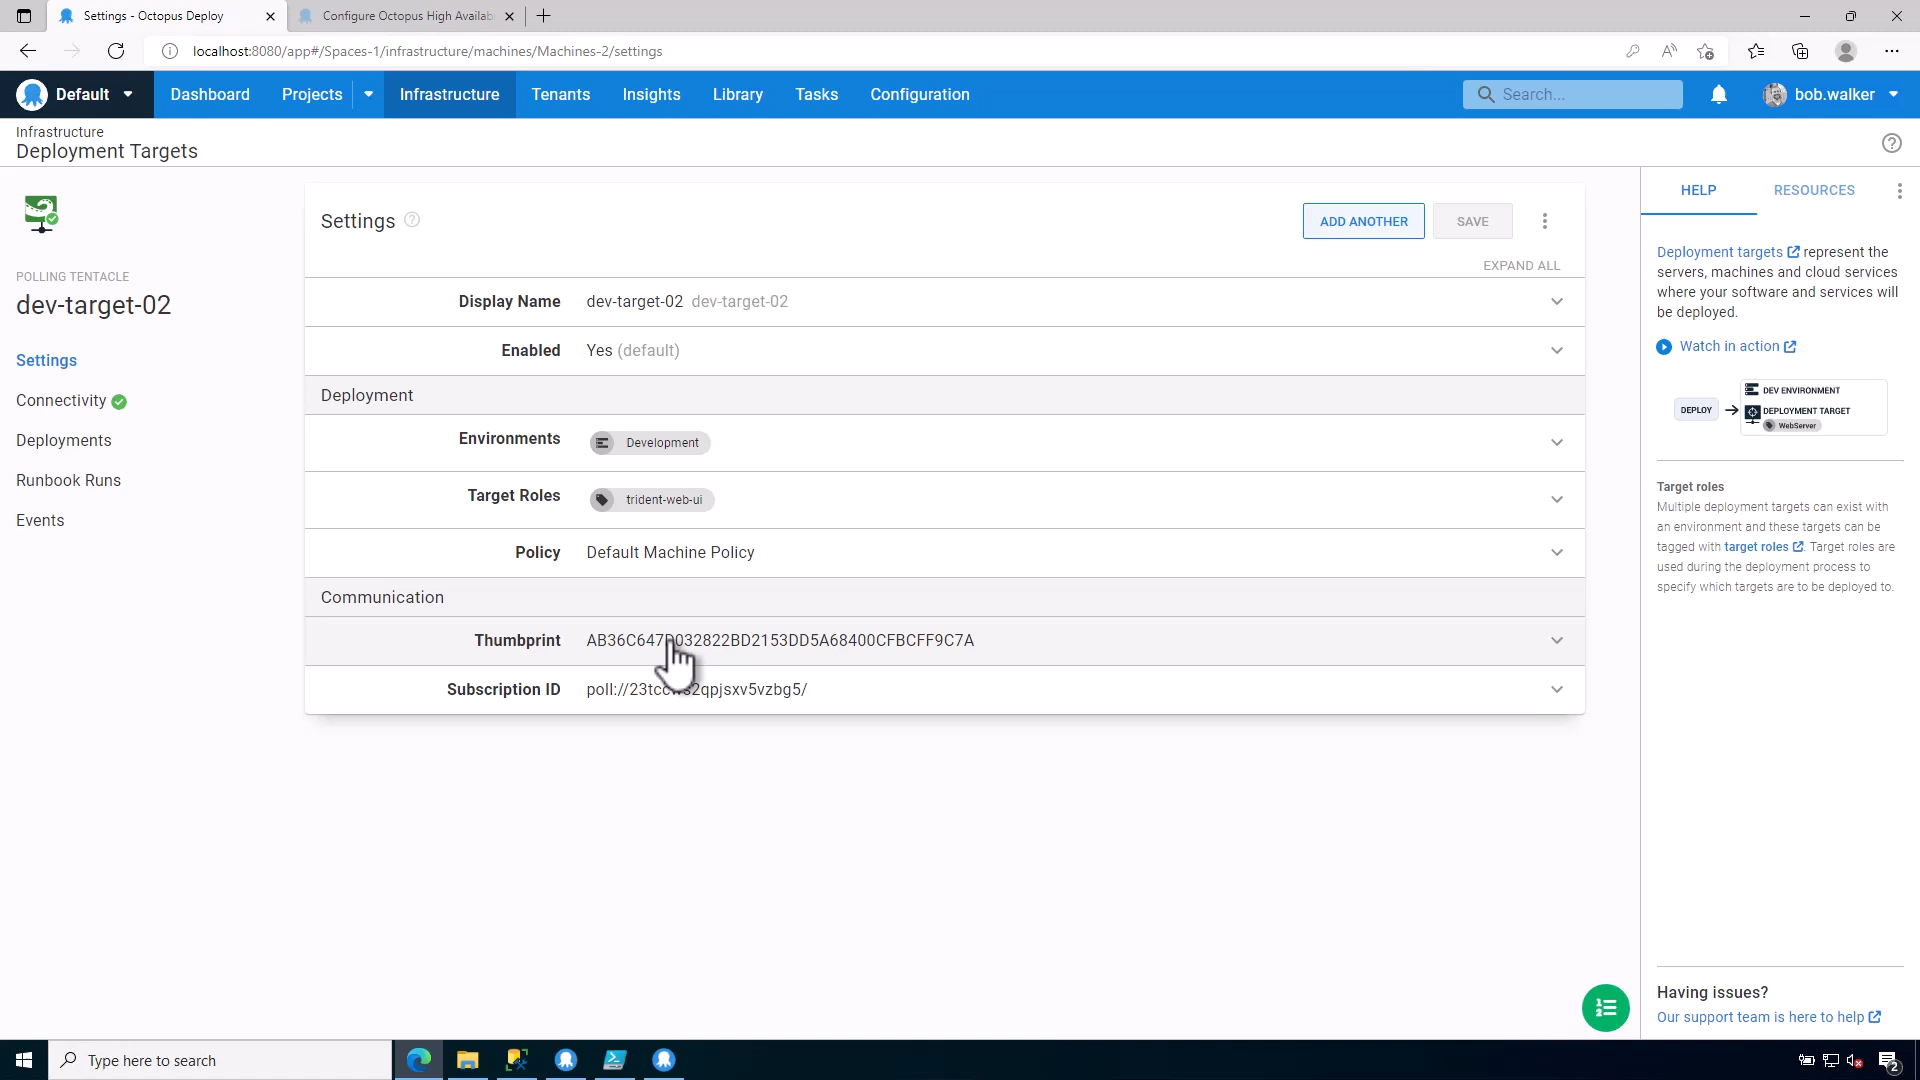 Settings - Octopus Deploy
Configure Octopus High Availab
localhost:8080/app#/Spaces-1/infrastructure/machines/Machines-2/settings
Default
Dashboard
Projects
Infrastructure
Tenants
Insights
Library
Tasks
Configuration
Search...
bob.walker
Infrastructure
Deployment Targets
POLLING TENTACLE
dev-target-02
Settings
Connectivity
Deployments
Runbook Runs
Events
Settings
ADD ANOTHER
SAVE
EXPAND ALL
Display Name dev-target-02 dev-target-02
Enabled Yes (default)
Deployment
Environments Development
Target Roles trident-web-ui
Policy Default Machine Policy
Communication
Thumbprint
Subscription ID
HELP
RESOURCES
Deployment targets represent the
servers, machines and cloud services
where your software and services will
be deployed.
Watch in action
DEPLOY
DEV ENVIRONMENT
DEPLOYMENT TARGET
WebServer
Target roles
Multiple deployment targets can exist with
an environment and these targets can be
tagged with target roles. Target roles are
used during the deployment process to
specify which targets are to be deployed to.
Having issues?
Our support team is here to help
Type here to search
2